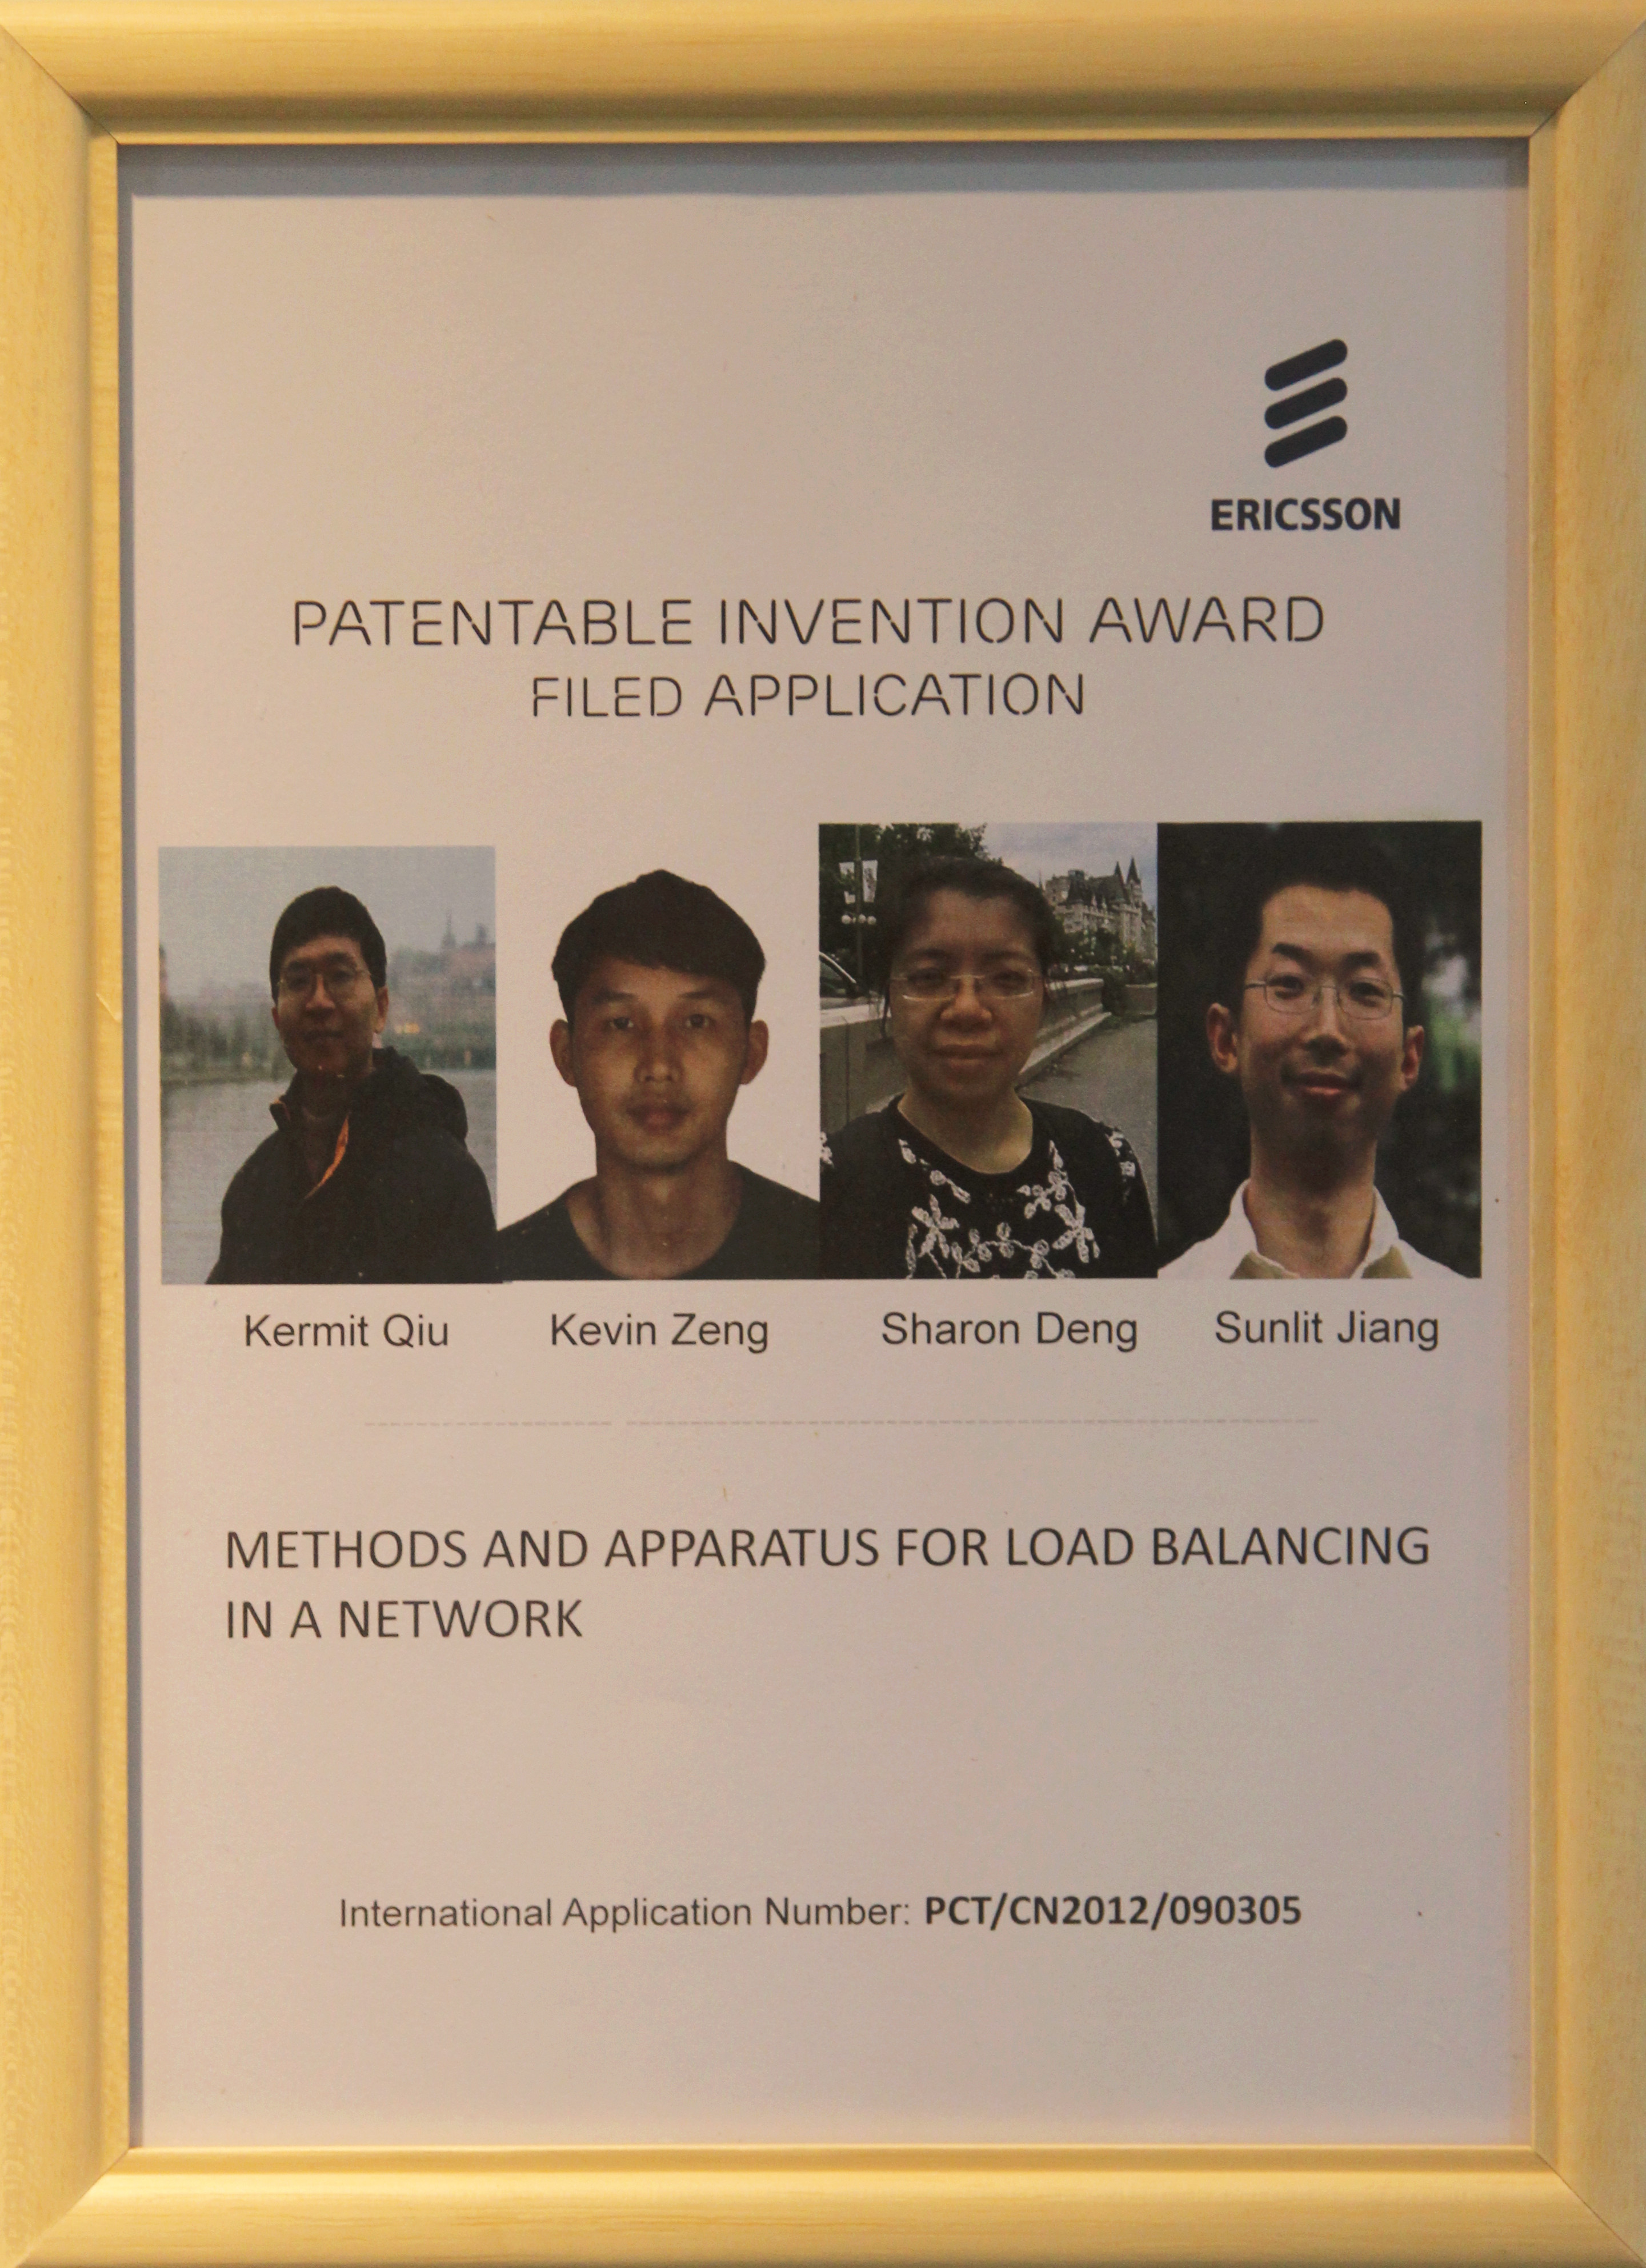 ERICSSON
PATENTABLE INVENTION AWARD
FILED APPLICATION
Kermit Qiu
Kevin Zeng
Sharon Deng
Sunlit Jiang
METHODS AND APPARATUS FOR LOAD BALANCING
IN A NETWORK
International Application Number: PCT/CN2012/090305